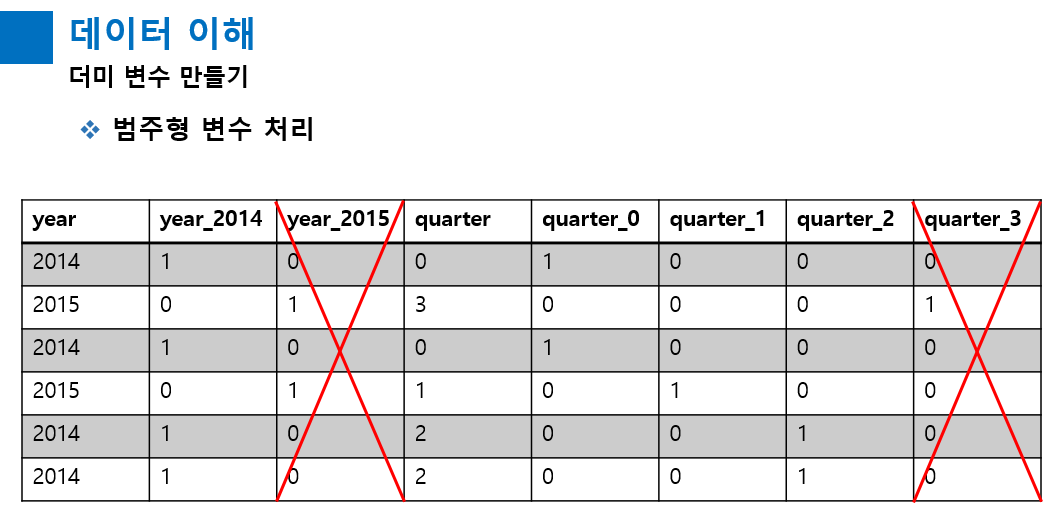 데이터 이해
더미 변수 만들기
❖ 범주형 변수 처리
year year_2014 year_2015 quarter quarter_0 quarter_1 quarter_2 quarter_3
2014 1 0 0 1 0 0 0
2015 0 1 3 0 0 0 1
2014 1 0 0 1 0 0 0
2015 0 1 1 0 1 0 0
2014 1 0 2 0 0 1 0
2014 1 0 2 0 0 1 0